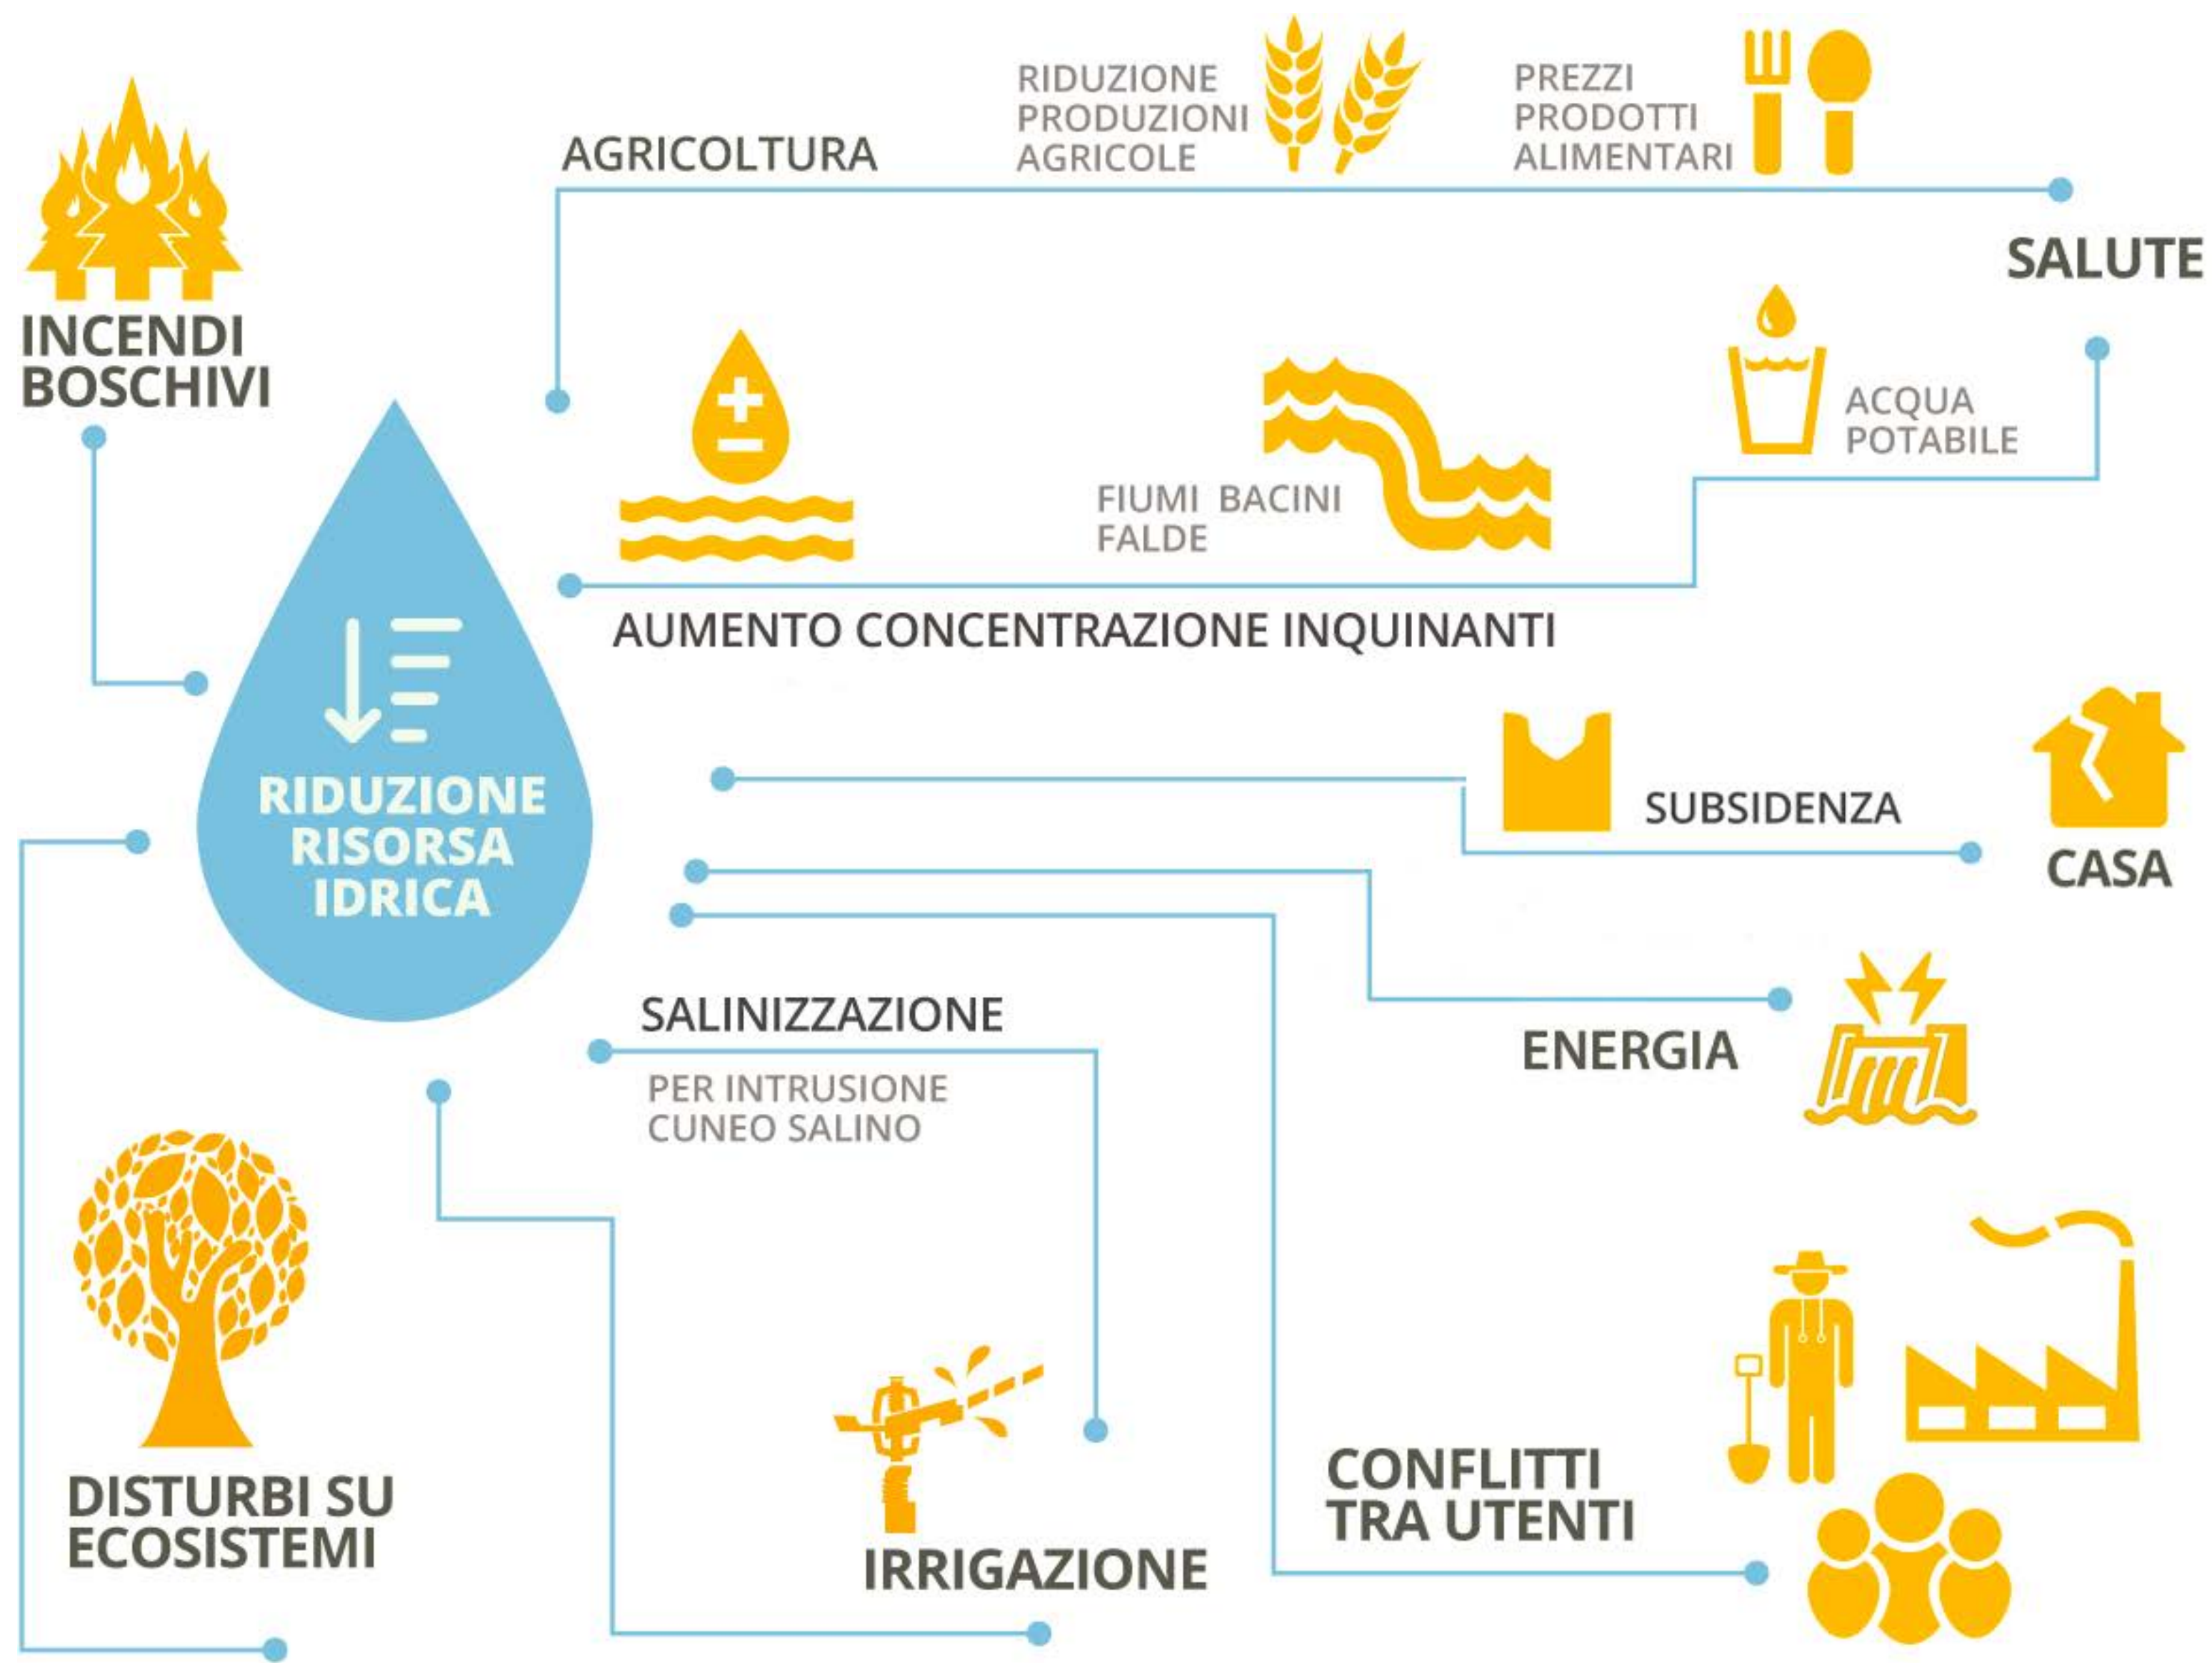 RIDUZIONE
PRODUZIONI
AGRICOLE
PREZZI
PRODOTTI
ALIMENTARI
AGRICOLTURA
SALUTE
INCENDI
BOSCHIVI
ACQUA
POTABILE
FIUMI BACINI
FALDE
AUMENTO CONCENTRAZIONE INQUINANTI
RIDUZIONE
RISORSA
IDRICA
SUBSIDENZA
CASA
SALINIZZAZIONE
PER INTRUSIONE
CUNEO SALINO
ENERGIA
DISTURBI SU
ECOSISTEMI
IRRIGAZIONE
CONFLITTI
TRA UTENTI